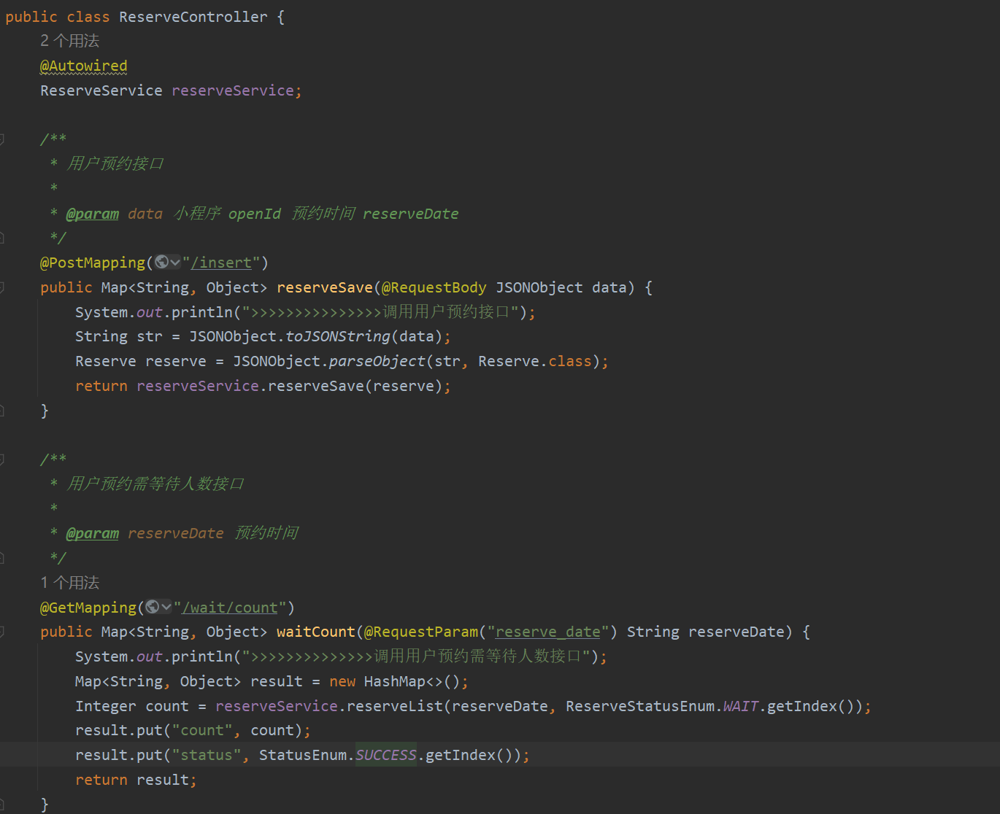 public class ReserveController {
2 个用法
@Autowired
ReserveService reserveService;
/**
* 用户预约接口
*
* @param data 小程序 openId 预约时间 reserveDate
*/
@PostMapping("/insert")
public Map<String, Object> reserveSave(@RequestBody JSONObject data) {
System.out.println(">>>>>>>>>>>>>>>调用用户预约接口");
String str = JSONObject.toJSONString(data);
Reserve reserve = JSONObject.parseObject(str, Reserve.class);
return reserveService.reserveSave(reserve);
}
/**
* 用户预约需等待人数接口
*
* @param reserveDate 预约时间
*/
1 个用法
@GetMapping("/wait/count")
public Map<String, Object> waitCount(@RequestParam("reserve_date") String reserveDate) {
System.out.println(">>>>>>>>>>>>>>调用用户预约需等待人数接口");
Map<String, Object> result = new HashMap<>();
Integer count = reserveService.reserveList(reserveDate, ReserveStatusEnum.WAIT.getIndex());
result.put("count", count);
result.put("status", StatusEnum.SUCCESS.getIndex());
return result;
}